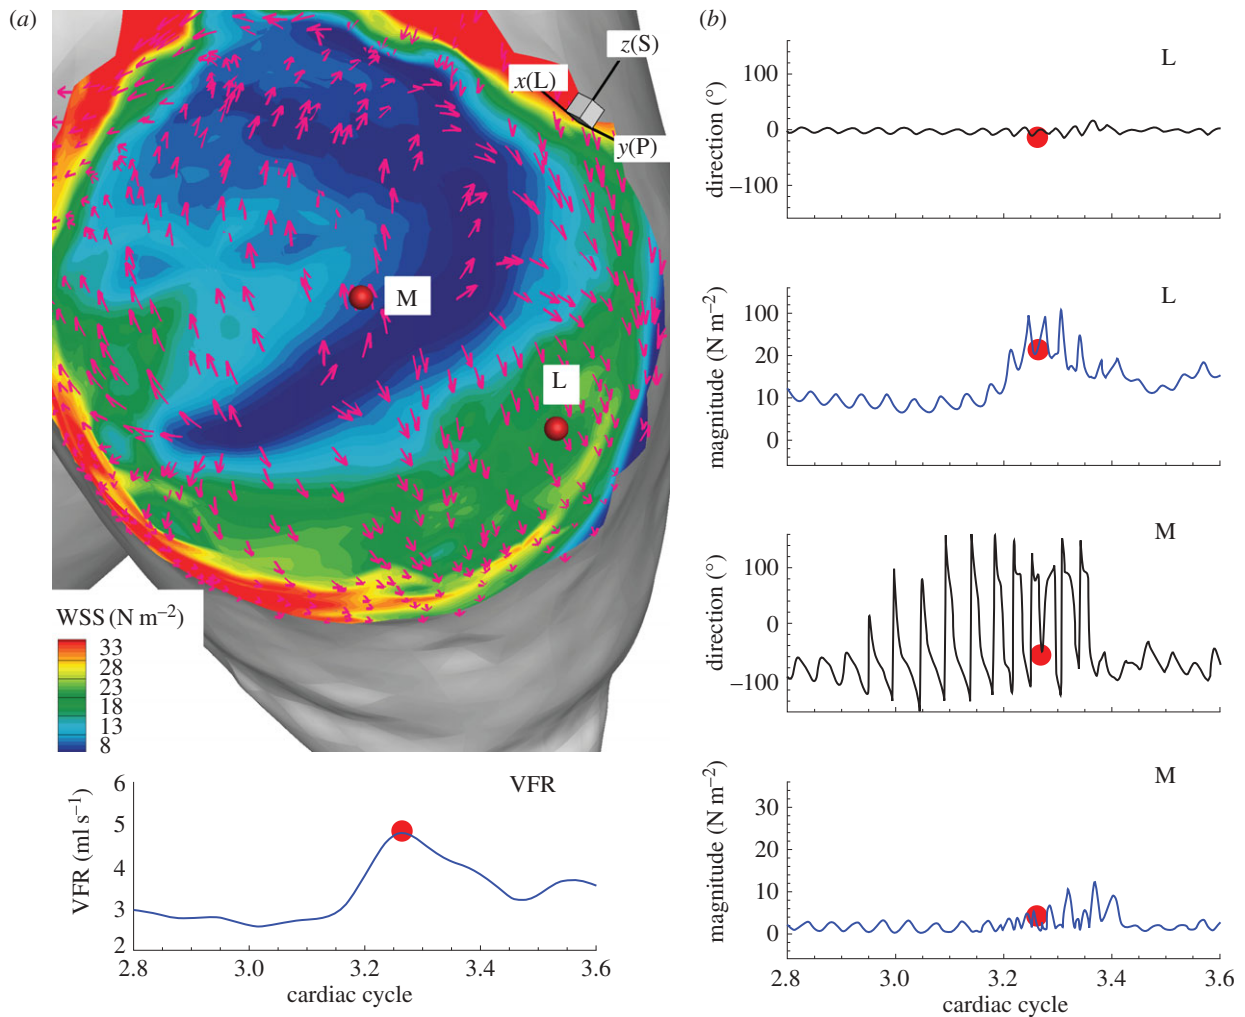 (a)
z(S)
x(L)
y(P)
M
L
WSS (N m−2)
33
28
23
18
13
8
VFR
VFR (ml s−1)
6
5
4
3
2
2.8 3.0 3.2 3.4 3.6
cardiac cycle
(b)
L
direction (°)
100
0
−100
L
magnitude (N m−2)
100
20
10
0
M
direction (°)
100
0
−100
M
magnitude (N m−2)
30
20
10
0
2.8 3.0 3.2 3.4 3.6
cardiac cycle